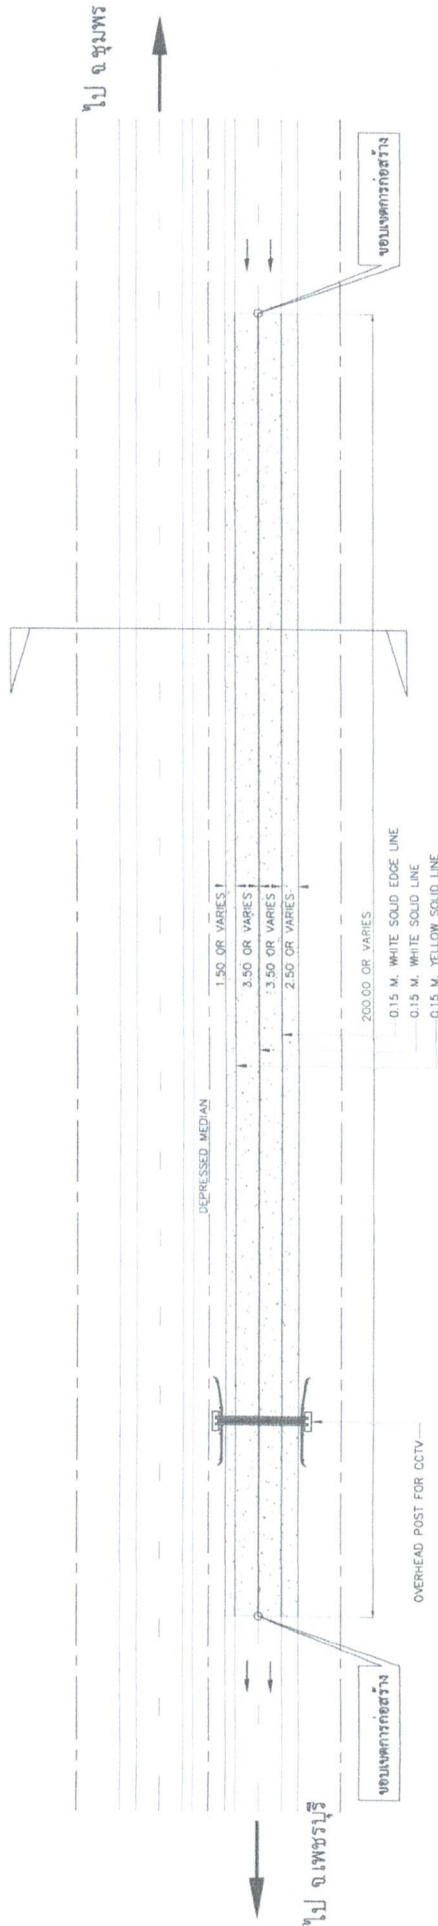 ไป จ.ชุมพร
ขอบเขตการก่อสร้าง
DEPRESSED MEDIAN
1.50 OR VARIES
3.50 OR VARIES
3.50 OR VARIES
2.50 OR VARIES
200.00 OR VARIES
0.15 M. WHITE SOLID EDGE LINE
0.15 M. WHITE SOLID LINE
0.15 M. YELLOW SOLID LINE
OVERHEAD POST FOR CCTV
ขอบเขตการก่อสร้าง
ไป จ.เพชรบุรี